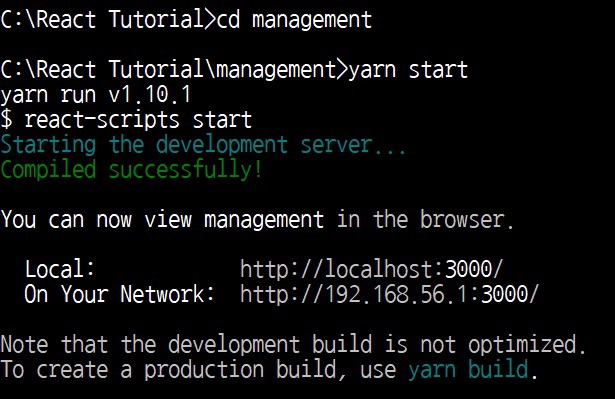 C:\React Tutorial>cd management
C:\React Tutorial\management>yarn start
yarn run v1.10.1
$ react-scripts start
Starting the development server...
Compiled successfully!
You can now view management in the browser.
Local: http://localhost:3000/
On Your Network: http://192.168.56.1:3000/
Note that the development build is not optimized.
To create a production build, use yarn build.